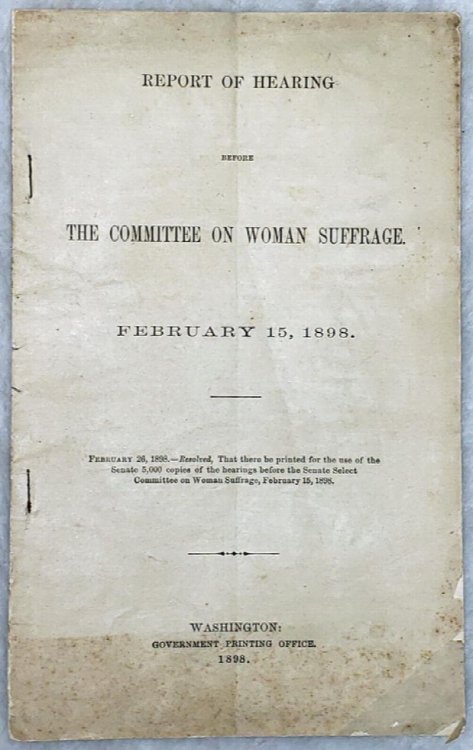 REPORT OF HEARING
BEFORE
THE COMMITTEE ON WOMAN SUFFRAGE.
FEBRUARY 15, 1898.
FEBRUARY 26, 1898.—Resolved, That there be printed for the use of the
Senate 5,000 copies of the hearings before the Senate Select
Committee on Woman Suffrage, February 15, 1898.
WASHINGTON:
GOVERNMENT PRINTING OFFICE.
1898.